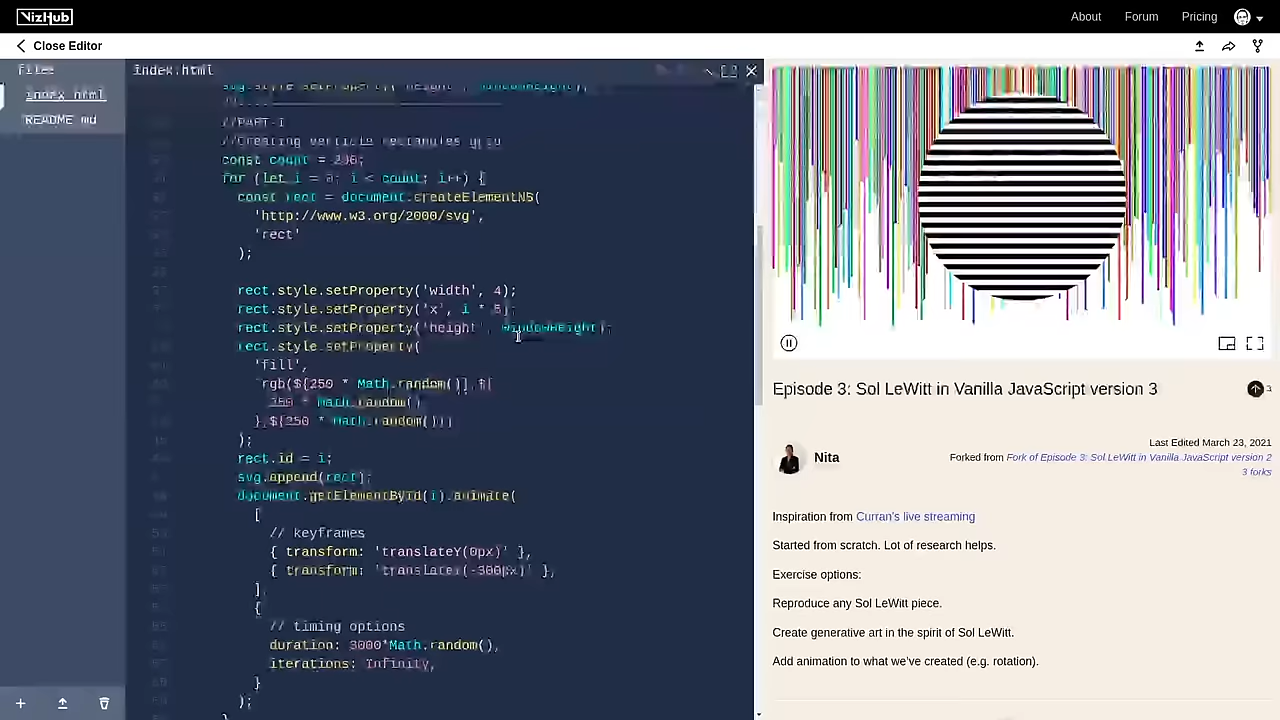 VizHub
About
Forum
Pricing
Close Editor
Files
index.html
index.html
README.md
//PART-I
//Creating vertical rectangles
const count =
for (let i = 0; i < count; i++) {
const rect = document.createElementNS(
'http://www.w3.org/2000/svg',
'rect'
);
rect.style.setProperty('width', 4);
rect.style.setProperty('x', i * 5);
rect.style.setProperty('height', windowHeight);
rect.style.setProperty(
'fill',
`rgb(${250 * Math.random()},${
250 * Math.random()
},${250 * Math.random()})`
);
rect.id = i;
svg.append(rect);
document.getElementById(i).animate(
[
// keyframes
{ transform: 'translateY(0px)' },
{ transform: 'translateY(-300px)' },
],
{
// timing options
duration: 3000*Math.random(),
iterations: Infinity,
}
);
}
Episode 3: Sol LeWitt in Vanilla JavaScript version 3
3
Last Edited March 23, 2021
Nita
Forked from Fork of Episode 3: Sol LeWitt in Vanilla JavaScript version 2
3 forks
Inspiration from Curran's live streaming
Started from scratch. Lot of research helps.
Exercise options:
Reproduce any Sol LeWitt piece.
Create generative art in the spirit of Sol LeWitt.
Add animation to what we've created (e.g. rotation).